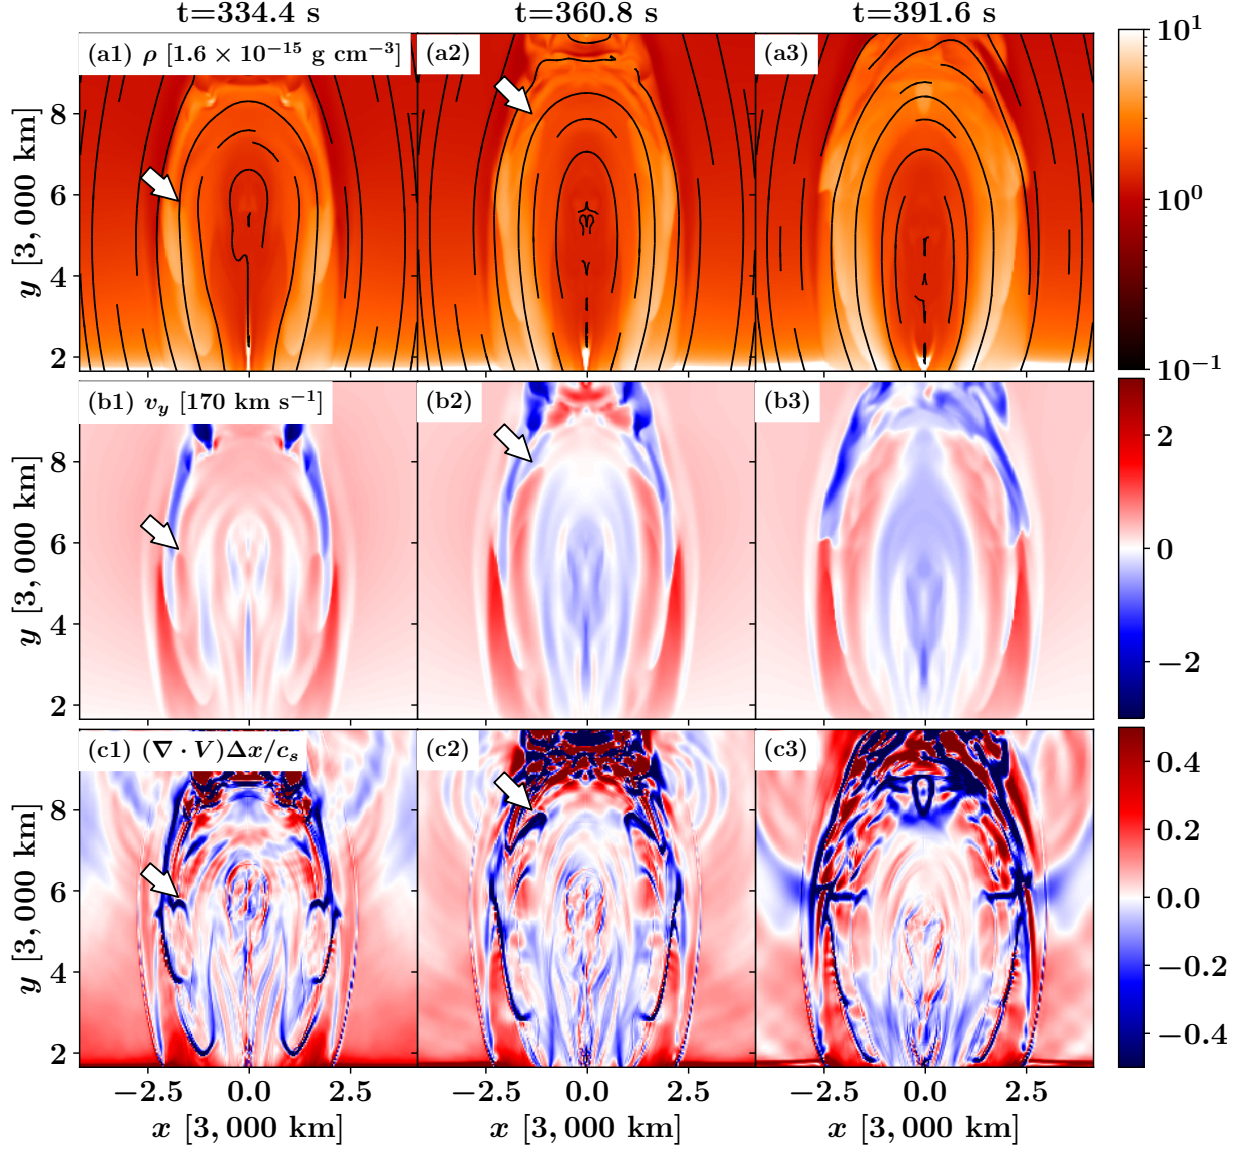 t=334.4 s t=360.8 s t=391.6 s
(a1) ρ [1.6 × 10⁻¹⁵ g cm⁻³] (a2) (a3)
y [3,000 km]
8
6
4
2
10¹
10⁰
10⁻¹
(b1) v_y [170 km s⁻¹] (b2) (b3)
y [3,000 km]
8
6
4
2
2
0
−2
(c1) (∇ · V)Δx/c_s (c2) (c3)
y [3,000 km]
8
6
4
2
0.4
0.2
0.0
−0.2
−0.4
−2.5 0.0 2.5 −2.5 0.0 2.5 −2.5 0.0 2.5
x [3,000 km] x [3,000 km] x [3,000 km]